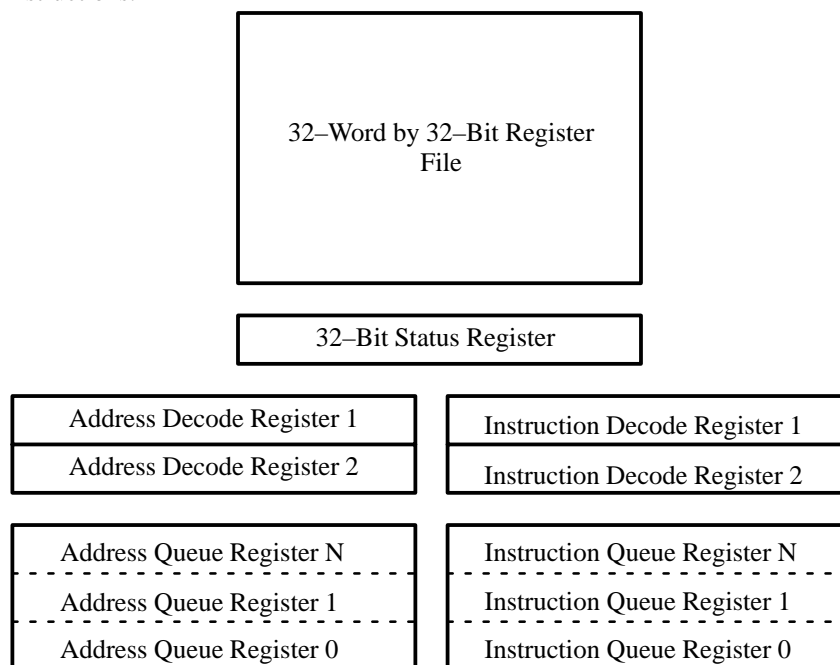 32–Word by 32–Bit Register
File
32–Bit Status Register
Address Decode Register 1
Address Decode Register 2
Instruction Decode Register 1
Instruction Decode Register 2
Address Queue Register N
Address Queue Register 1
Address Queue Register 0
Instruction Queue Register N
Instruction Queue Register 1
Instruction Queue Register 0